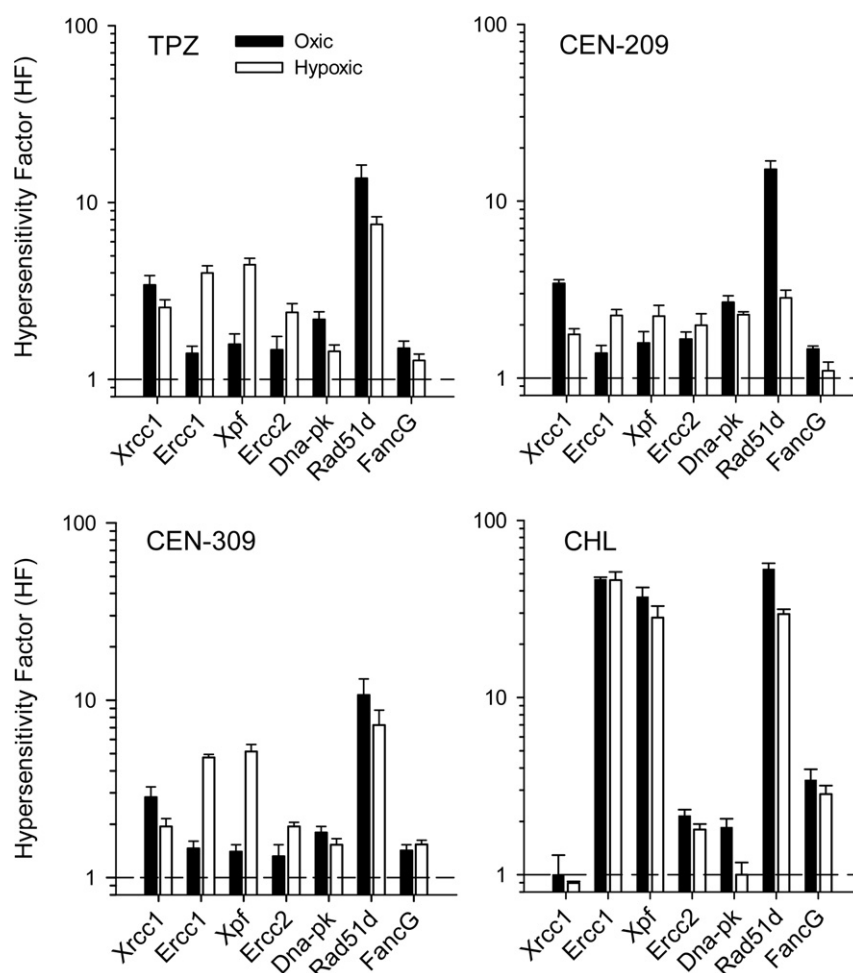 TPZ
Oxic
Hypoxic
Hypersensitivity Factor (HF)
100
10
1
Xrcc1
Ercc1
Xpf
Ercc2
Dna-pk
Rad51d
FancG
CEN-209
100
10
1
Xrcc1
Ercc1
Xpf
Ercc2
Dna-pk
Rad51d
FancG
CEN-309
Hypersensitivity Factor (HF)
100
10
1
Xrcc1
Ercc1
Xpf
Ercc2
Dna-pk
Rad51d
FancG
CHL
100
10
1
Xrcc1
Ercc1
Xpf
Ercc2
Dna-pk
Rad51d
FancG